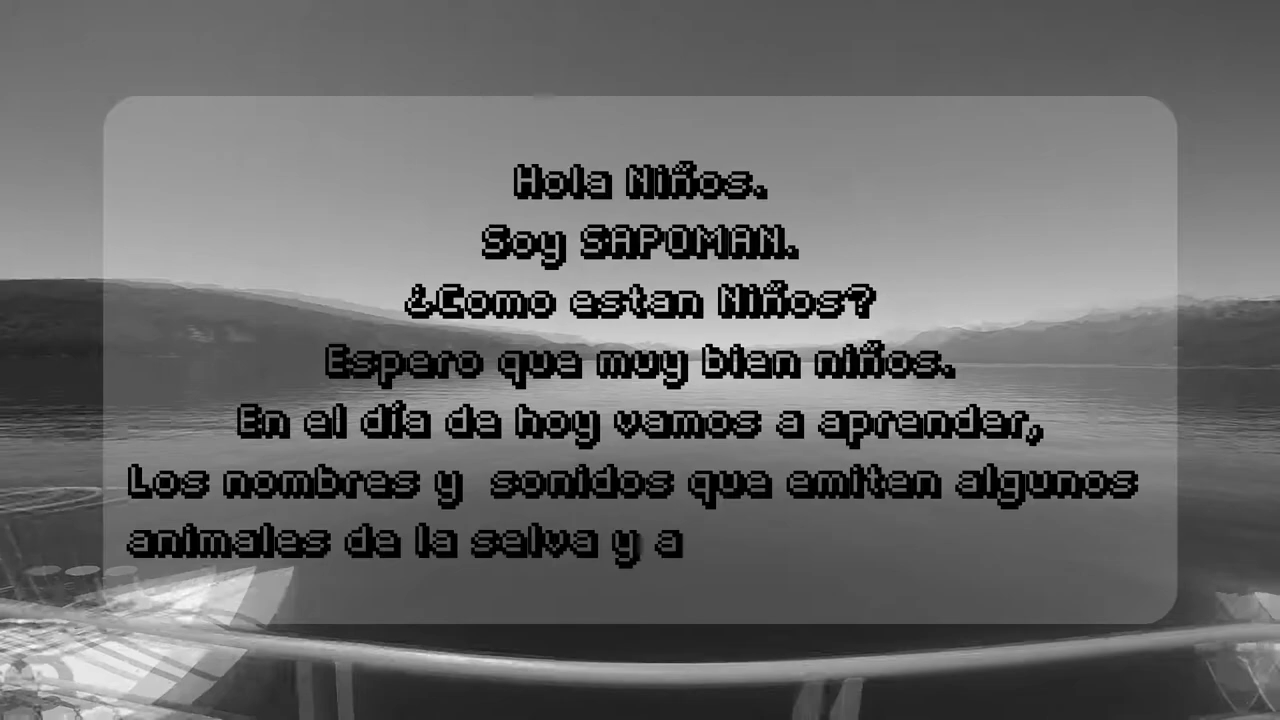 Hola Niños.
Soy SAPOMAN.
¿Como estan Niños?
Espero que muy bien niños.
En el día de hoy vamos a aprender,
Los nombres y sonidos que emiten algunos
animales de la selva y a